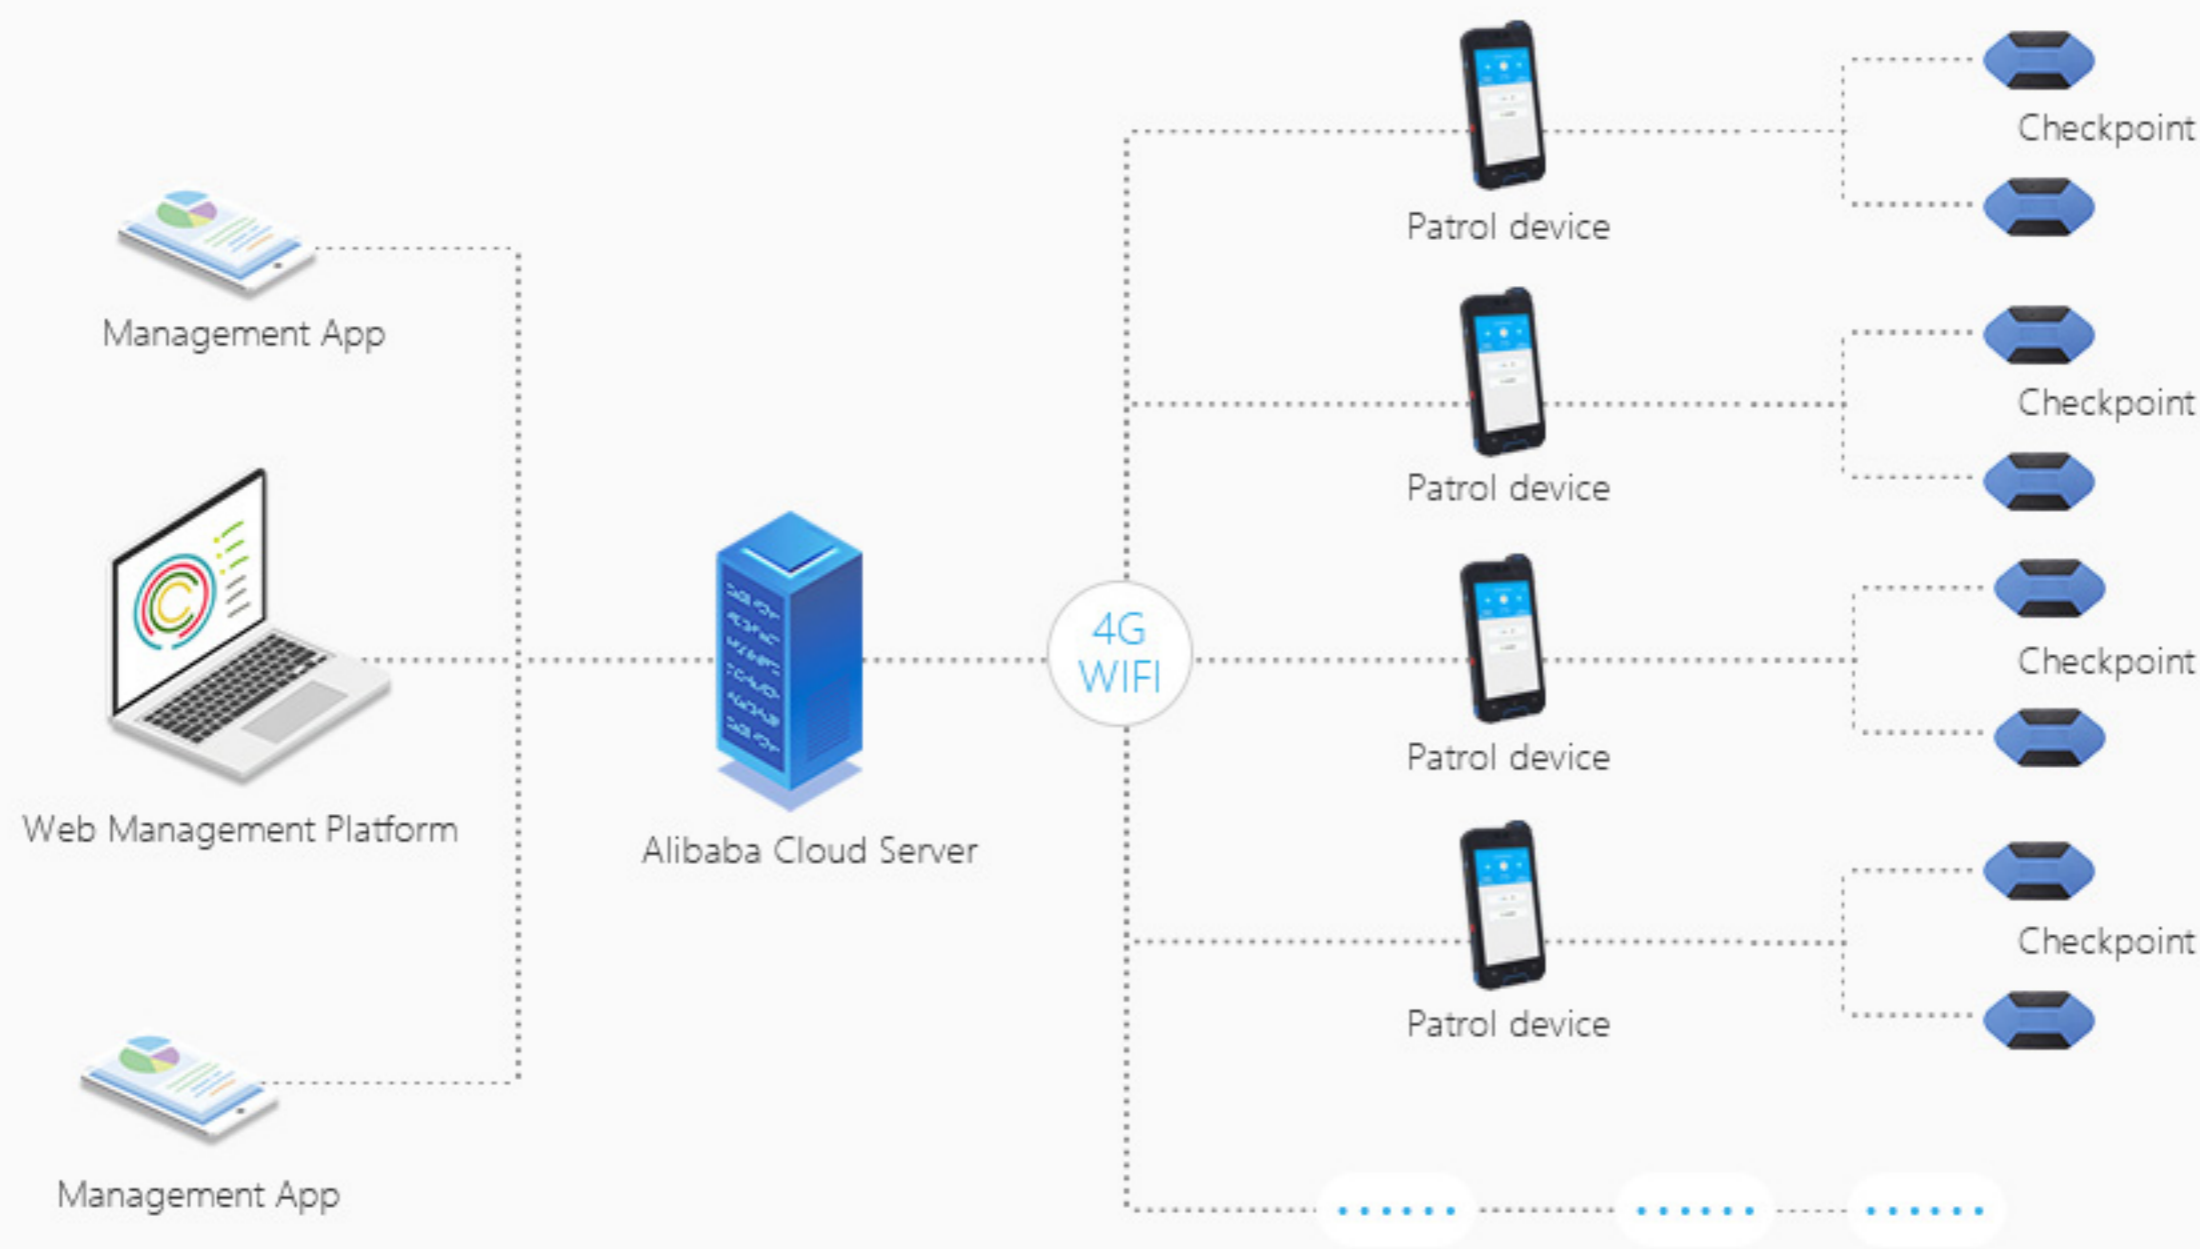 Management App
Web Management Platform
Management App
Alibaba Cloud Server
4G
WIFI
Patrol device
Patrol device
Patrol device
Patrol device
Checkpoint
Checkpoint
Checkpoint
Checkpoint